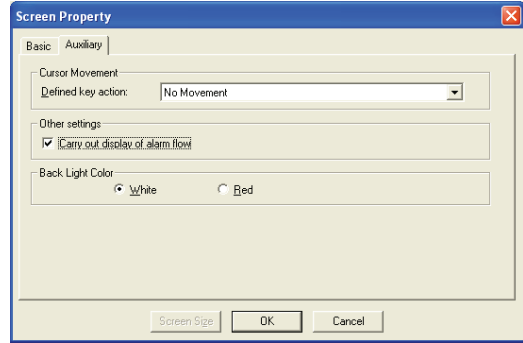 Screen Property
Basic Auxiliary
Cursor Movement
Defined key action: No Movement
Other settings
Carry out display of alarm flow
Back Light Color
White Red
Screen Size OK Cancel